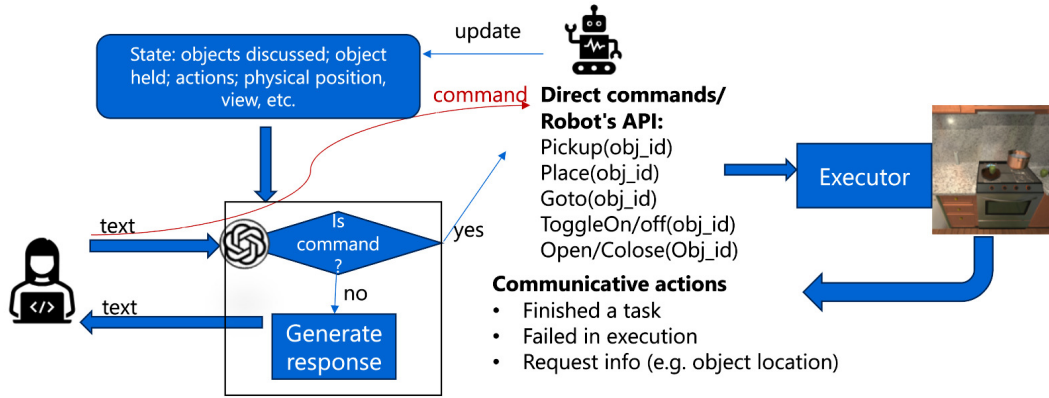 update
State: objects discussed; object
held; actions; physical position,
view, etc.
command
Direct commands/
Robot's API:
Pickup(obj_id)
Place(obj_id)
Goto(obj_id)
ToggleOn/off(obj_id)
Open/Colose(Obj_id)
Executor
text
Is
command
?
yes
no
text
Generate
response
Communicative actions
• Finished a task
• Failed in execution
• Request info (e.g. object location)